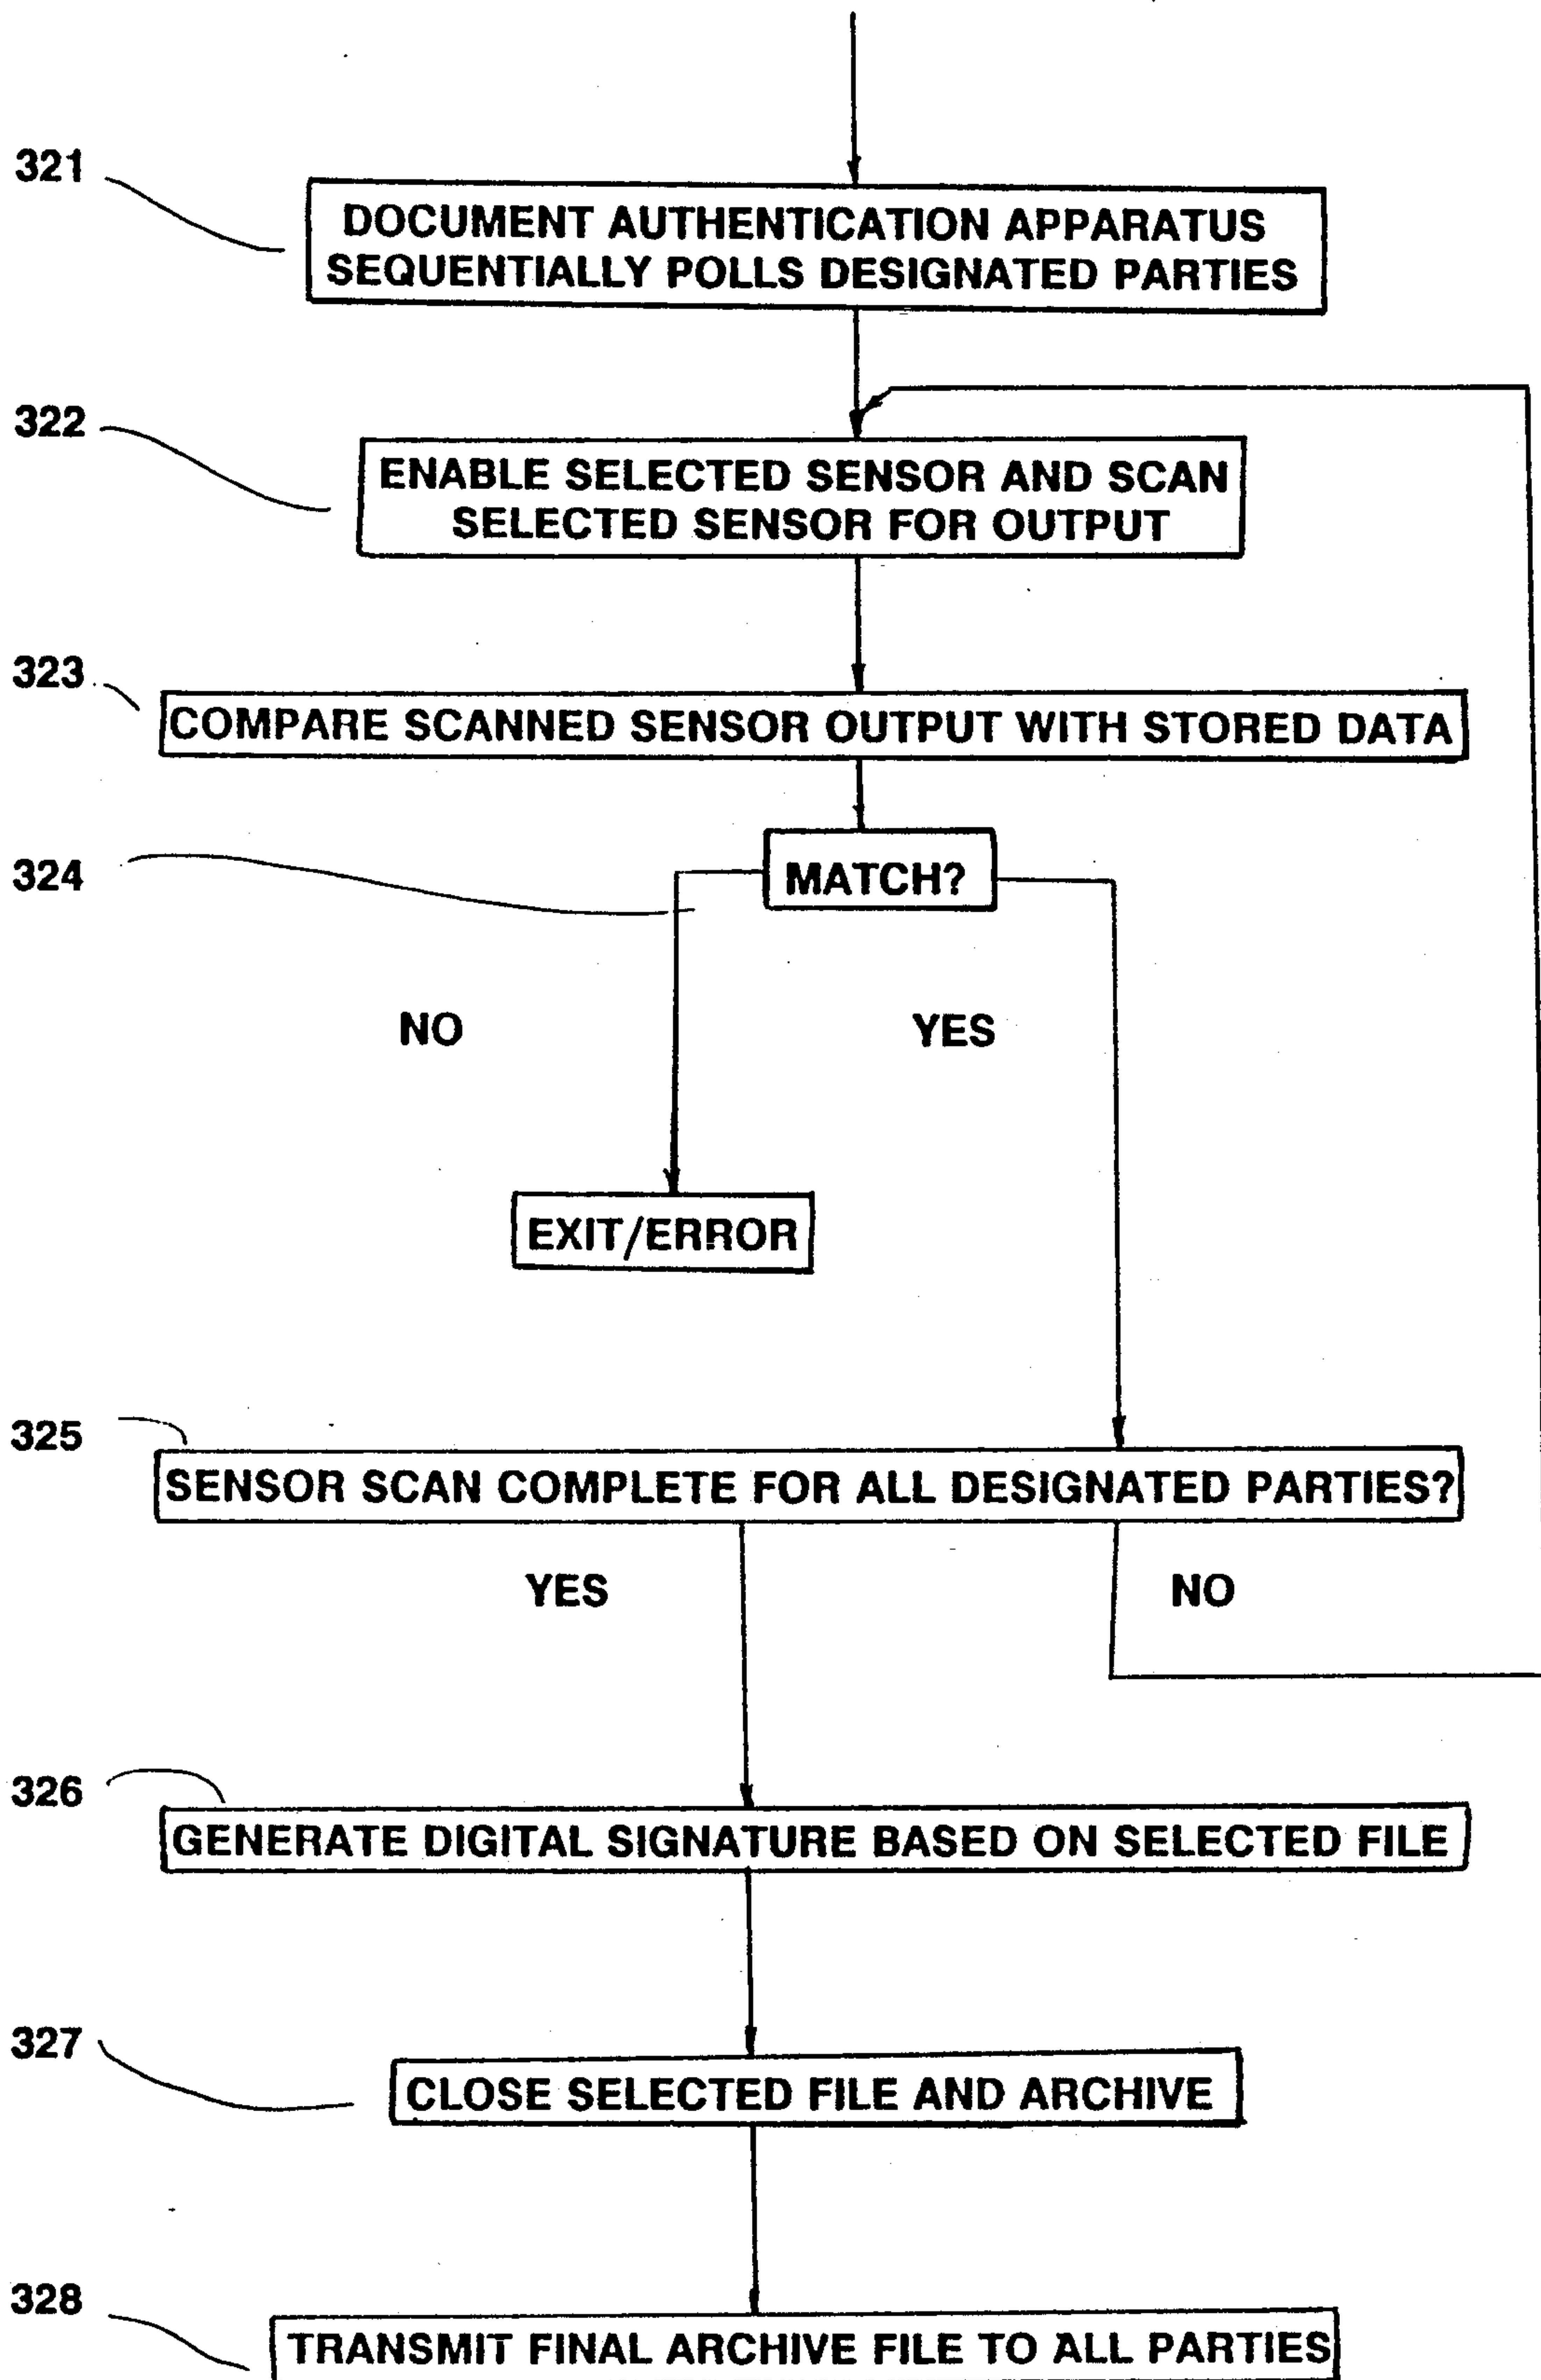 321
DOCUMENT AUTHENTICATION APPARATUS
SEQUENTIALLY POLLS DESIGNATED PARTIES
322
ENABLE SELECTED SENSOR AND SCAN
SELECTED SENSOR FOR OUTPUT
323
COMPARE SCANNED SENSOR OUTPUT WITH STORED DATA
324
MATCH?
NO
YES
EXIT/ERROR
325
SENSOR SCAN COMPLETE FOR ALL DESIGNATED PARTIES?
YES
NO
326
GENERATE DIGITAL SIGNATURE BASED ON SELECTED FILE
327
CLOSE SELECTED FILE AND ARCHIVE
328
TRANSMIT FINAL ARCHIVE FILE TO ALL PARTIES